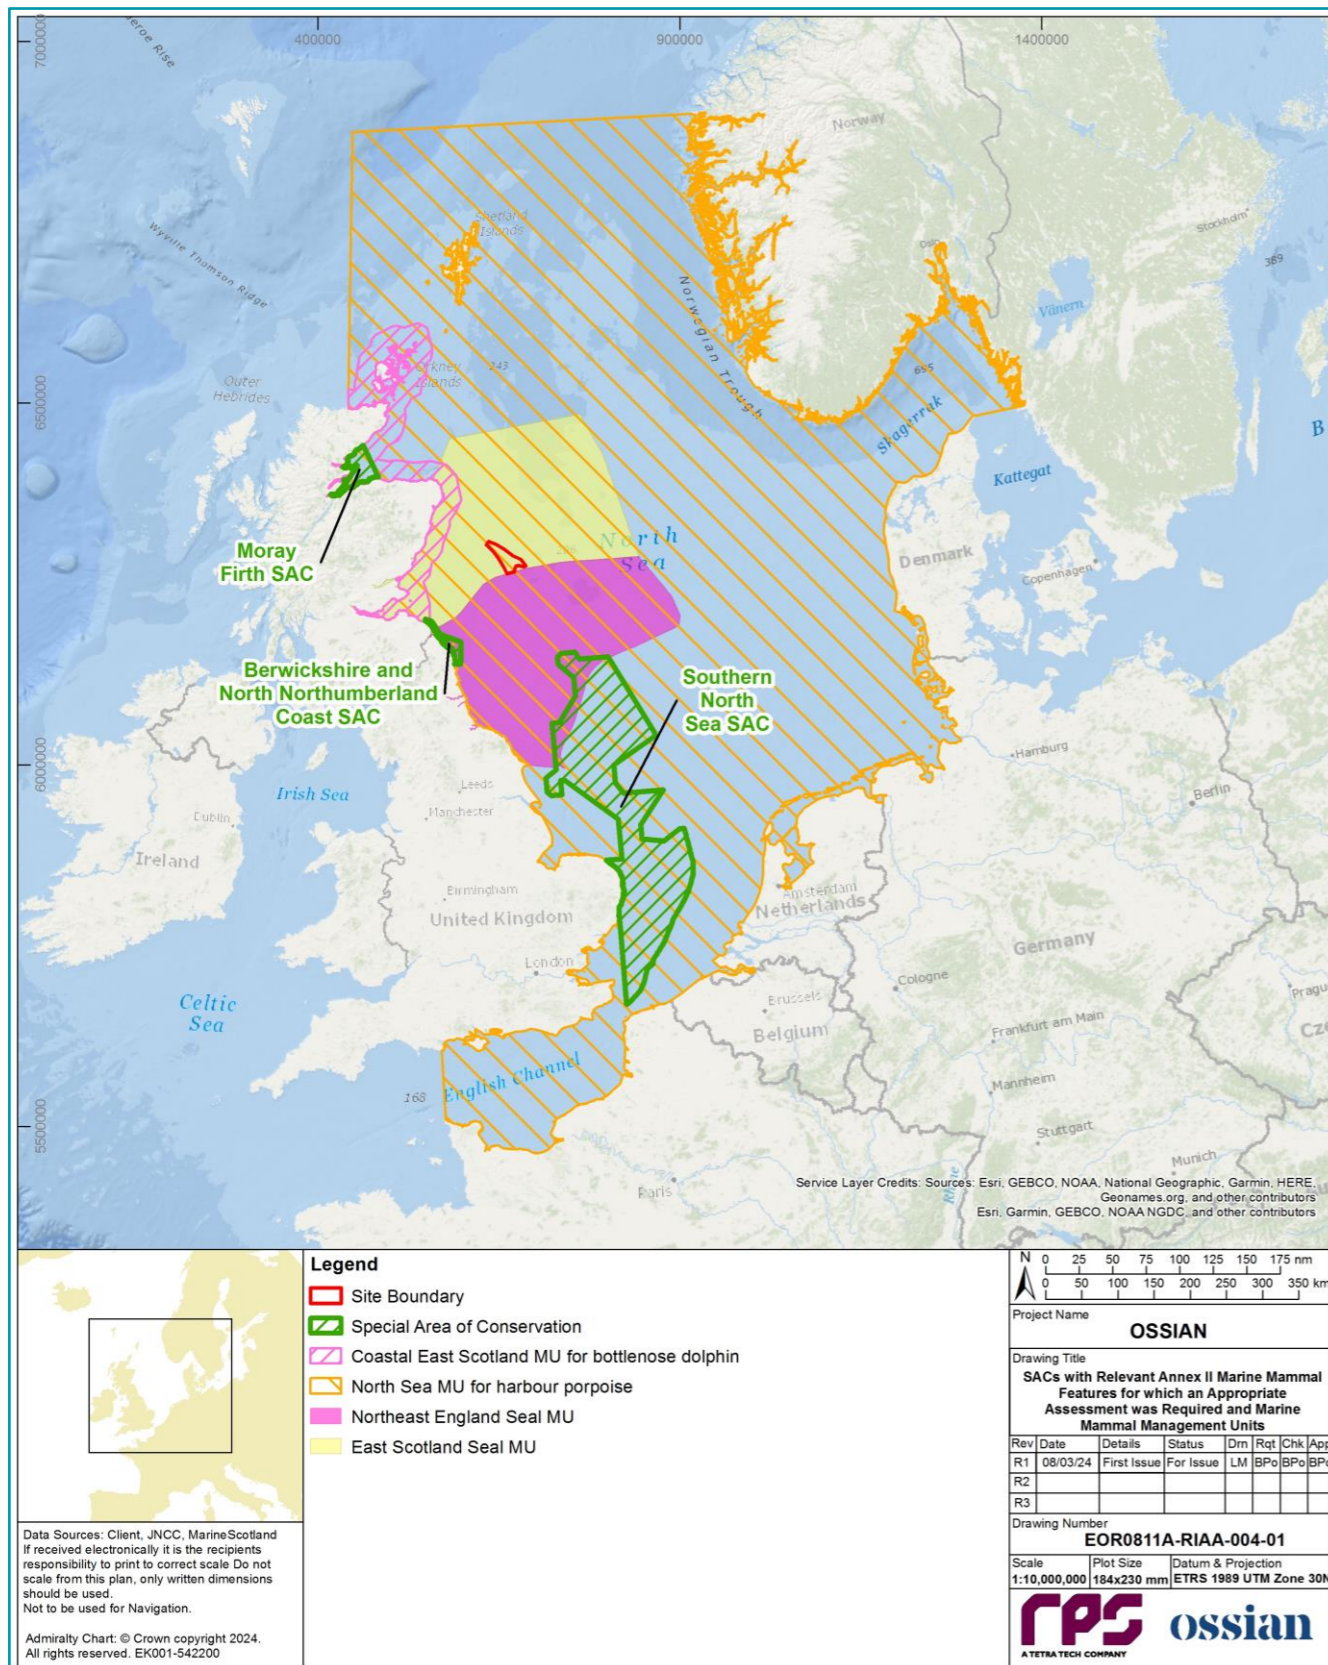 400000
900000
1400000
7000000
6500000
6000000
5500000
eroe Rise
Wyville Thomson Ridge
Shetland
Islands
Norway
Oslo
Stockholm
389
Vänern
Norwegian Trough
695
Skagerrak
Outer
Hebrides
Orkney
Islands
243
Kattegat
B
Moray
Firth SAC
North
Sea
Denmark
Copenhagen
Berwickshire and
North Northumberland
Coast SAC
Southern
North
Sea SAC
Hamburg
Berlin
Irish Sea
Leeds
Manchester
Dublin
Ireland
Birmingham
United Kingdom
Amsterdam
Netherlands
Germany
London
Cologne
Celtic
Sea
Brussels
Belgium
Pragu
Frankfurt am Main
Cz
English Channel
168
Mannheim
Stuttgart
Munich
Paris
Rhine
Service Layer Credits: Sources: Esri, GEBCO, NOAA, National Geographic, Garmin, HERE,
Geonames.org, and other contributors
Esri, Garmin, GEBCO, NOAA NGDC, and other contributors
Legend
Site Boundary
Special Area of Conservation
Coastal East Scotland MU for bottlenose dolphin
North Sea MU for harbour porpoise
Northeast England Seal MU
East Scotland Seal MU
Data Sources: Client, JNCC, MarineScotland
If received electronically it is the recipients
responsibility to print to correct scale Do not
scale from this plan, only written dimensions
should be used.
Not to be used for Navigation.
Admiralty Chart: © Crown copyright 2024.
All rights reserved. EK001-542200
N
0 25 50 75 100 125 150 175 nm
0 50 100 150 200 250 300 350 km
Project Name
OSSIAN
Drawing Title
SACs with Relevant Annex II Marine Mammal
Features for which an Appropriate
Assessment was Required and Marine
Mammal Management Units
Rev Date Details Status Drn Rqt Chk App
R1 08/03/24 First Issue For Issue LM BPo BPo BPo
R2
R3
Drawing Number
EOR0811A-RIAA-004-01
Scale Plot Size Datum & Projection
1:10,000,000 184x230 mm ETRS 1989 UTM Zone 30N
rps ossian
A TETRA TECH COMPANY